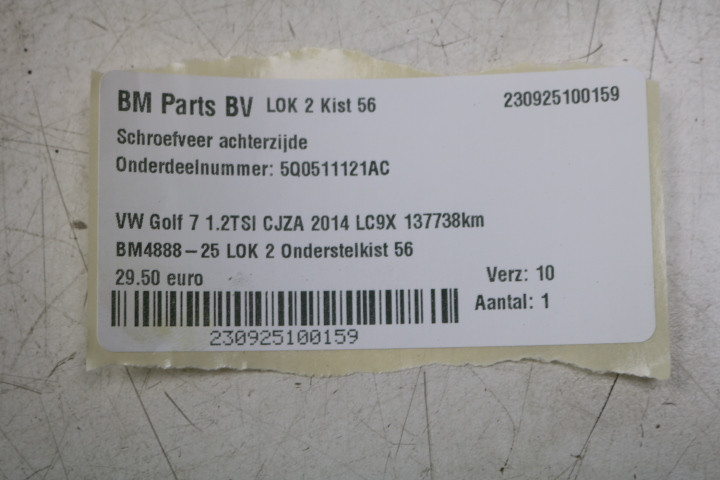 BM Parts BV LOK 2 Kist 56 230925100159
Schroefveer achterzijde
Onderdeelnummer: 5Q0511121AC
VW Golf 7 1.2TSI CJZA 2014 LC9X 137738km
BM4888-25 LOK 2 Onderstelkist 56
29.50 euro Verz: 10
Aantal: 1
230925100159